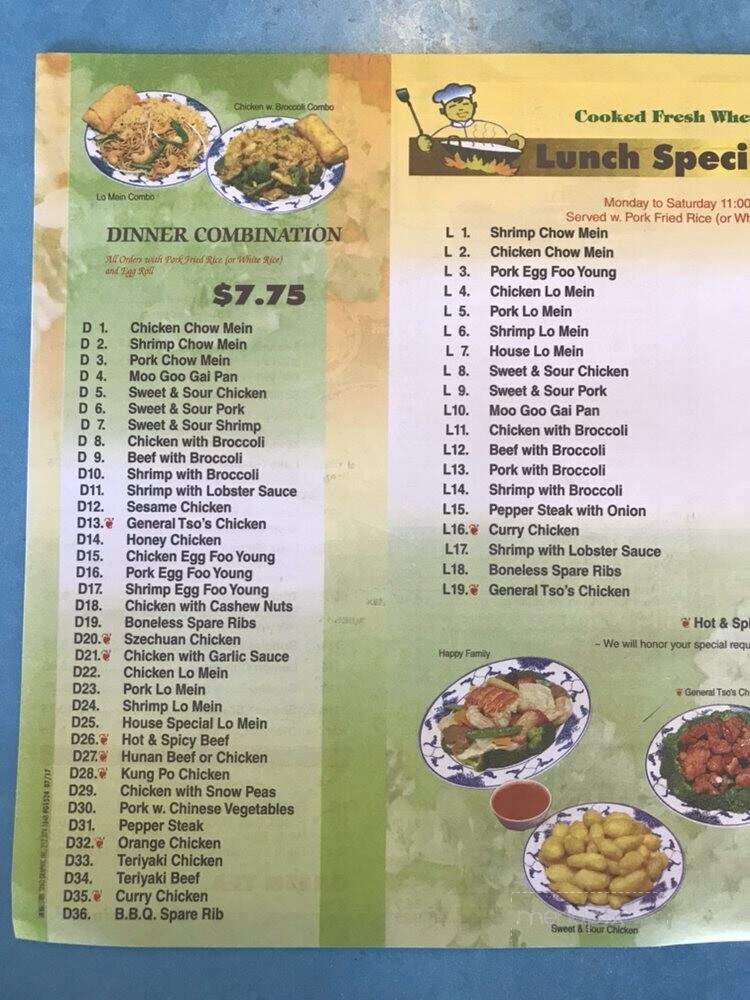 Chicken w. Broccoli Combo
Lo Mein Combo
DINNER COMBINATION
All Orders with Pork Fried Rice (or White Rice)
and Egg Roll
$7.75
D 1. Chicken Chow Mein
D 2. Shrimp Chow Mein
D 3. Pork Chow Mein
D 4. Moo Goo Gai Pan
D 5. Sweet & Sour Chicken
D 6. Sweet & Sour Pork
D 7. Sweet & Sour Shrimp
D 8. Chicken with Broccoli
D 9. Beef with Broccoli
D10. Shrimp with Broccoli
D11. Shrimp with Lobster Sauce
D12. Sesame Chicken
D13. General Tso's Chicken
D14. Honey Chicken
D15. Chicken Egg Foo Young
D16. Pork Egg Foo Young
D17. Shrimp Egg Foo Young
D18. Chicken with Cashew Nuts
D19. Boneless Spare Ribs
D20. Szechuan Chicken
D21. Chicken with Garlic Sauce
D22. Chicken Lo Mein
D23. Pork Lo Mein
D24. Shrimp Lo Mein
D25. House Special Lo Mein
D26. Hot & Spicy Beef
D27. Hunan Beef or Chicken
D28. Kung Po Chicken
D29. Chicken with Snow Peas
D30. Pork w. Chinese Vegetables
D31. Pepper Steak
D32. Orange Chicken
D33. Teriyaki Chicken
D34. Teriyaki Beef
D35. Curry Chicken
D36. B.B.Q. Spare Rib
Cooked Fresh Whe
Lunch Speci
Monday to Saturday 11:00
Served w. Pork Fried Rice (or Wh
L 1. Shrimp Chow Mein
L 2. Chicken Chow Mein
L 3. Pork Egg Foo Young
L 4. Chicken Lo Mein
L 5. Pork Lo Mein
L 6. Shrimp Lo Mein
L 7. House Lo Mein
L 8. Sweet & Sour Chicken
L 9. Sweet & Sour Pork
L10. Moo Goo Gai Pan
L11. Chicken with Broccoli
L12. Beef with Broccoli
L13. Pork with Broccoli
L14. Shrimp with Broccoli
L15. Pepper Steak with Onion
L16. Curry Chicken
L17. Shrimp with Lobster Sauce
L18. Boneless Spare Ribs
L19. General Tso's Chicken
Hot & Spi
~ We will honor your special requ
Happy Family
General Tso's Ch
Sweet & Sour Chicken